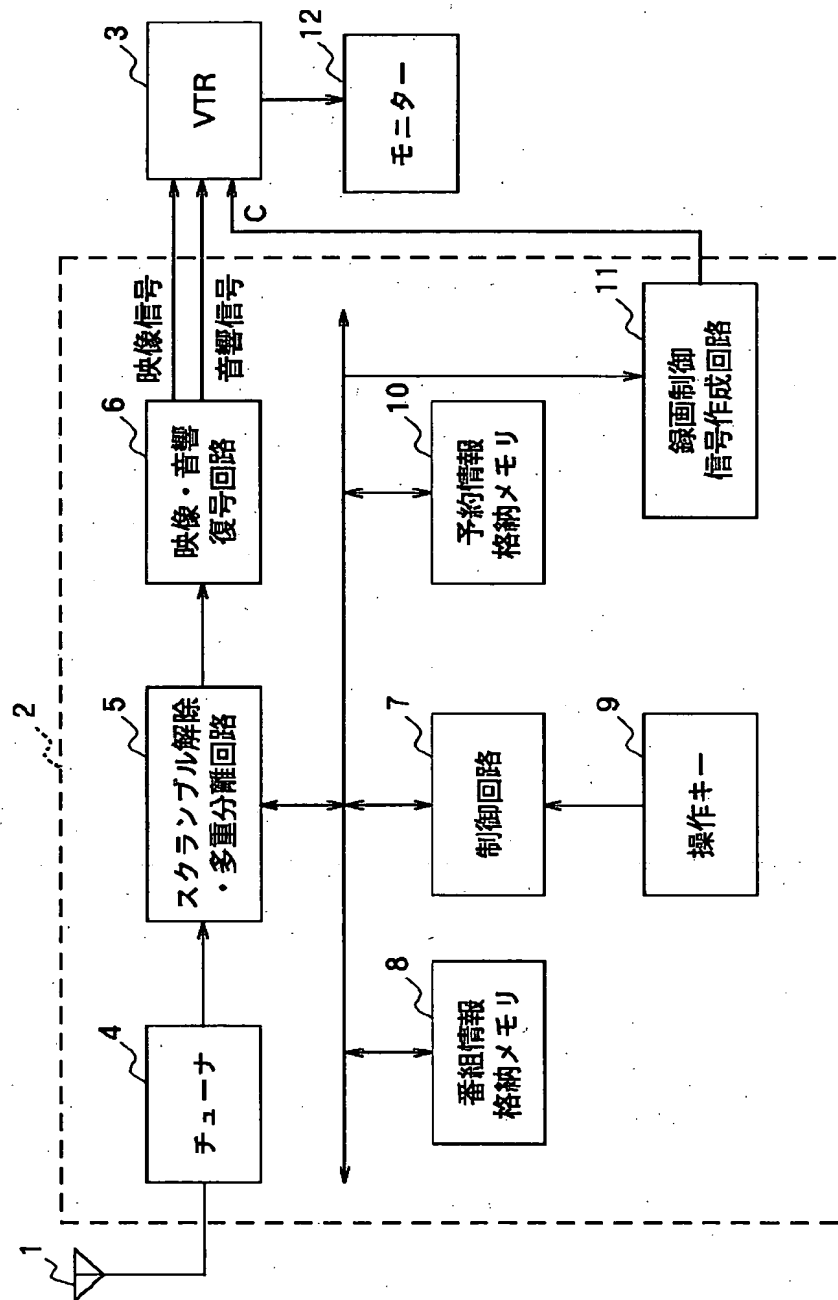 1
2
4
チューナ
5
スクランブル解除
・多重分離回路
6
映像・音響
復号回路
映像信号
音響信号
3
VTR
C
12
モニター
8
番組情報
格納メモリ
7
制御回路
9
操作キー
10
予約情報
格納メモリ
11
録画制御
信号作成回路